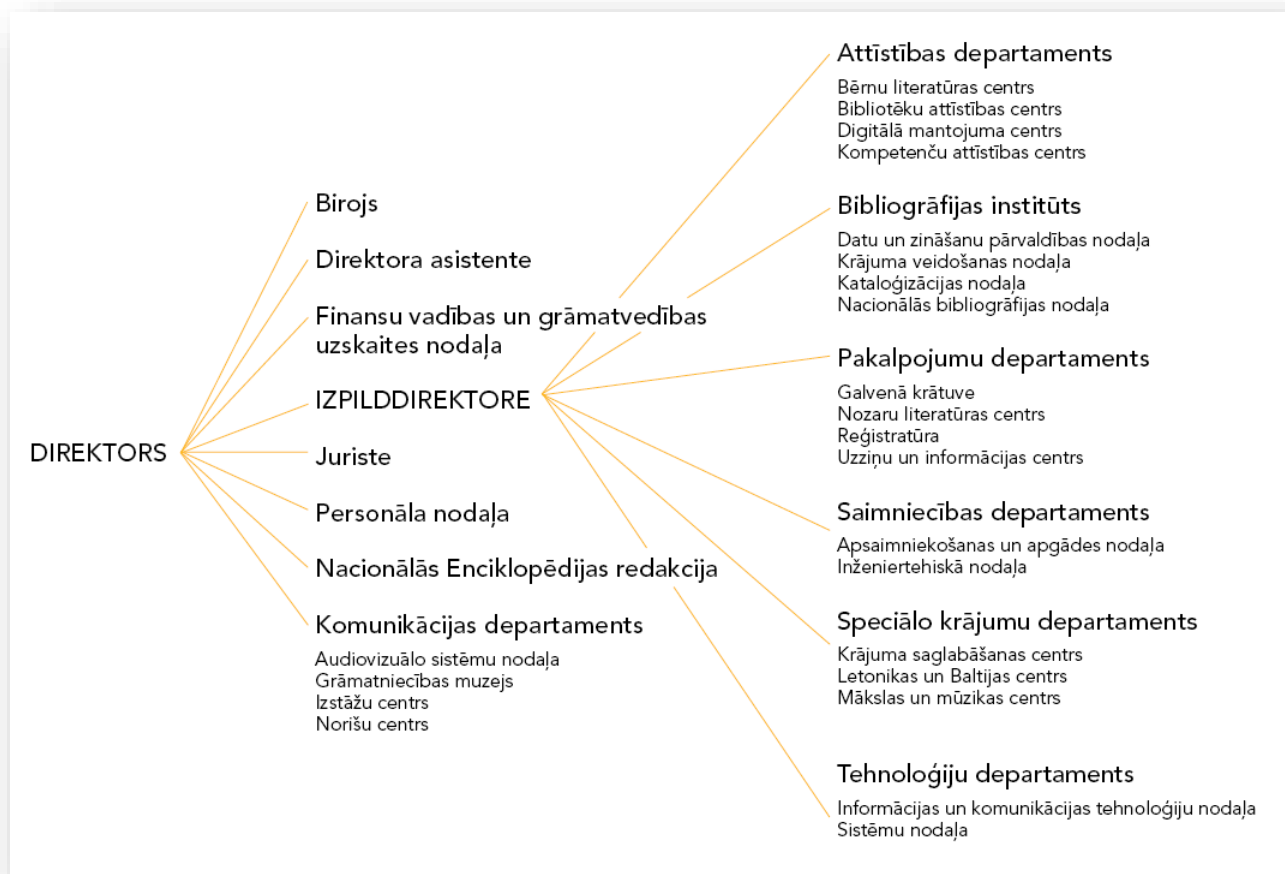 DIREKTORS
Birojs
Direktora asistente
Finansu vadības un grāmatvedības
uzskaites nodaļa
IZPILDDIREKTORE
Juriste
Personāla nodaļa
Nacionālās Enciklopēdijas redakcija
Komunikācijas departaments
Audiovizuālo sistēmu nodaļa
Grāmatniecības muzejs
Izstāžu centrs
Norišu centrs
Attīstības departaments
Bērnu literatūras centrs
Bibliotēku attīstības centrs
Digitālā mantojuma centrs
Kompetenču attīstības centrs
Bibliogrāfijas institūts
Datu un zināšanu pārvaldības nodaļa
Krājuma veidošanas nodaļa
Kataloģizācijas nodaļa
Nacionālās bibliogrāfijas nodaļa
Pakalpojumu departaments
Galvenā krātuve
Nozaru literatūras centrs
Reģistratūra
Uzziņu un informācijas centrs
Saimniecības departaments
Apsaimniekošanas un apgādes nodaļa
Inženiertehiskā nodaļa
Speciālo krājumu departaments
Krājuma saglabāšanas centrs
Letonikas un Baltijas centrs
Mākslas un mūzikas centrs
Tehnoloģiju departaments
Informācijas un komunikācijas tehnoloģiju nodaļa
Sistēmu nodaļa